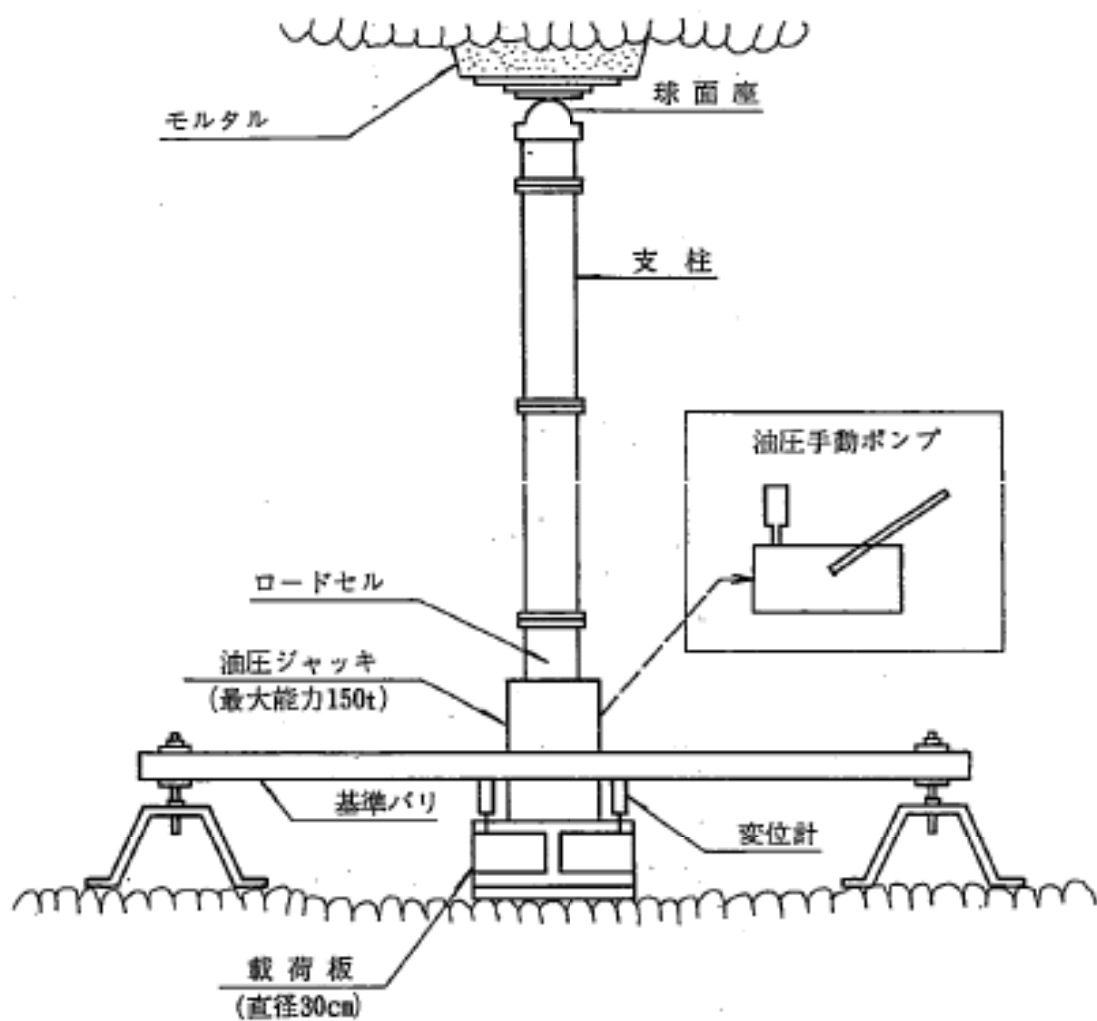 球面座
モルタル
支柱
油圧手動ポンプ
ロードセル
油圧ジャッキ
(最大能力150t)
基準バリ
変位計
載荷板
(直径30cm)